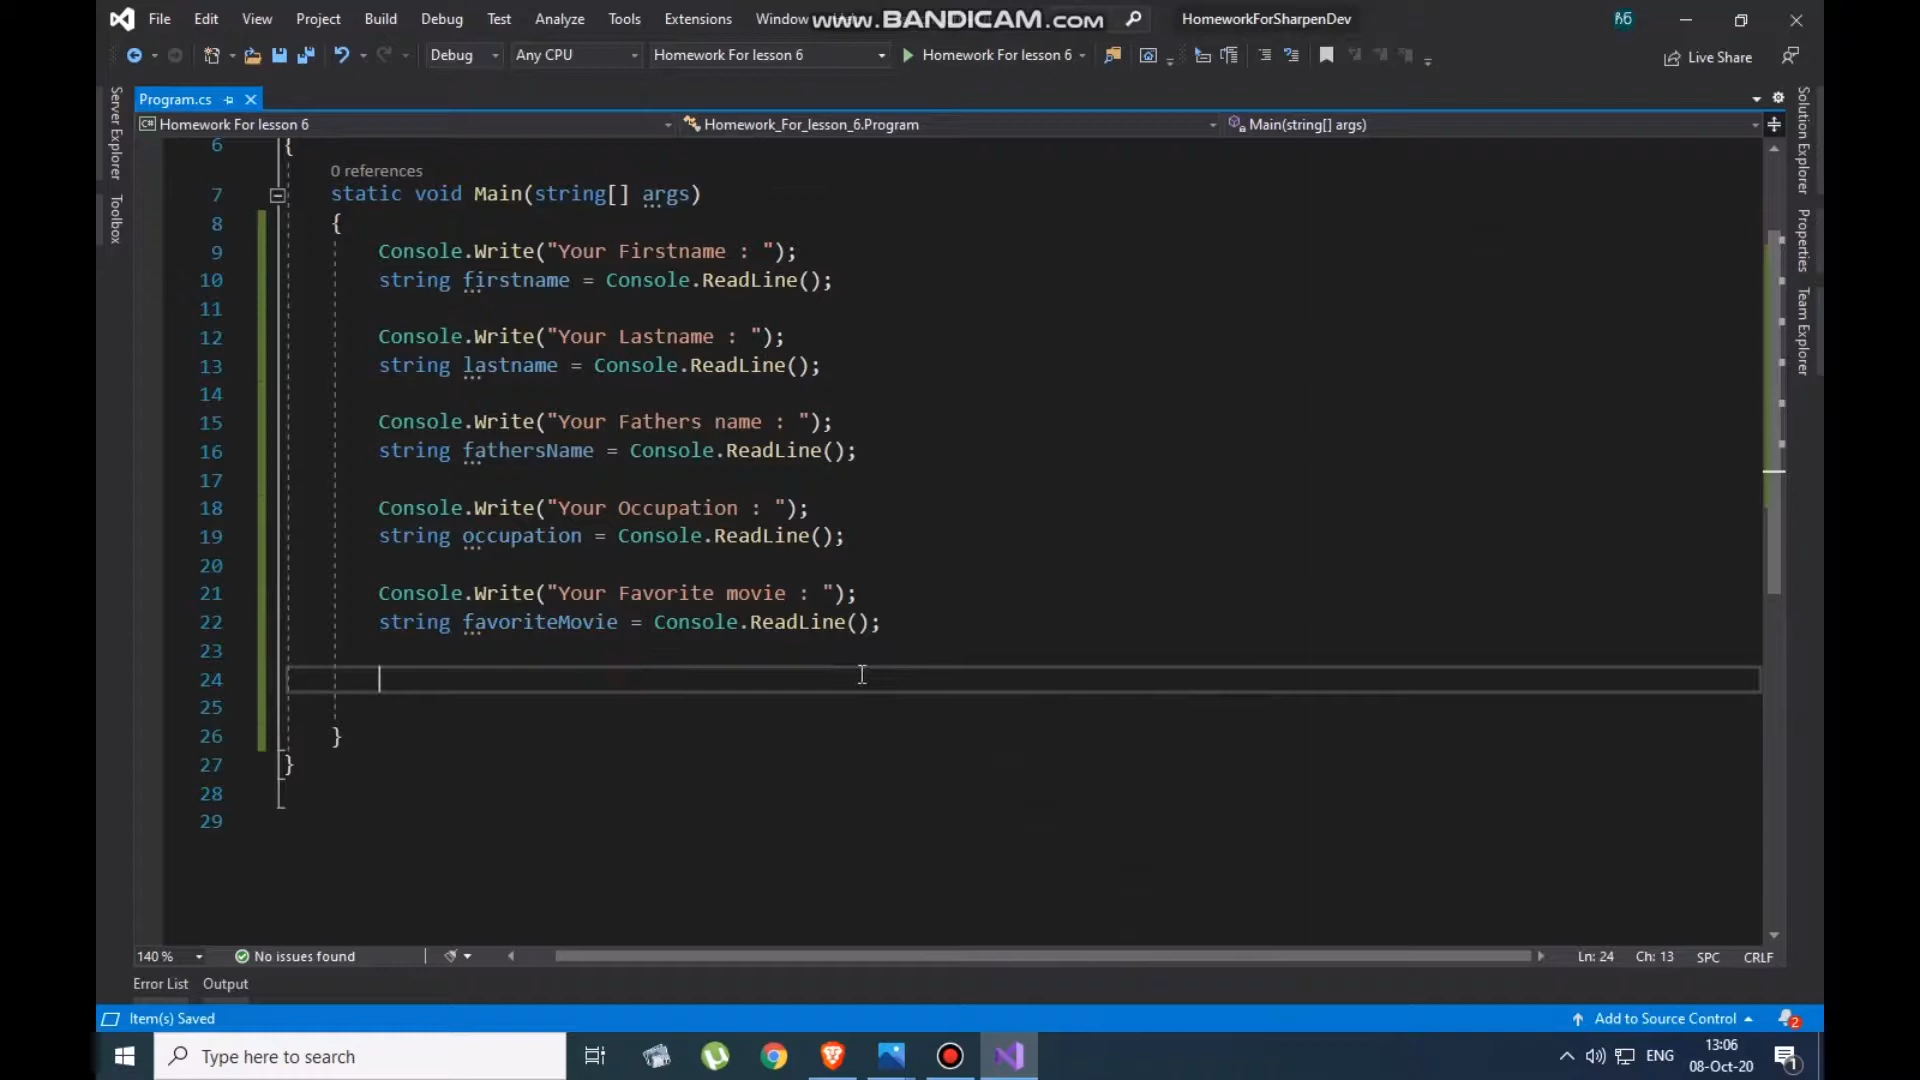 File Edit View Project Build Debug Test Analyze Tools Extensions Window www.BANDICAM.com HomeworkForSharpenDev
Debug Any CPU Homework For lesson 6 Homework For lesson 6 Live Share
Program.cs
Homework For lesson 6 Homework_For_lesson_6.Program Main(string[] args)
Server Explorer
Toolbox
Solution Explorer
Properties
Team Explorer
6 {
0 references
7 static void Main(string[] args)
8 {
9 Console.Write("Your Firstname : ");
10 string firstname = Console.ReadLine();
11
12 Console.Write("Your Lastname : ");
13 string lastname = Console.ReadLine();
14
15 Console.Write("Your Fathers name : ");
16 string fathersName = Console.ReadLine();
17
18 Console.Write("Your Occupation : ");
19 string occupation = Console.ReadLine();
20
21 Console.Write("Your Favorite movie : ");
22 string favoriteMovie = Console.ReadLine();
23
24
25
26 }
27 }
28
29
140 % No issues found Ln: 24 Ch: 13 SPC CRLF
Error List Output
Item(s) Saved Add to Source Control 2
Type here to search ENG 13:06
08-Oct-20 1